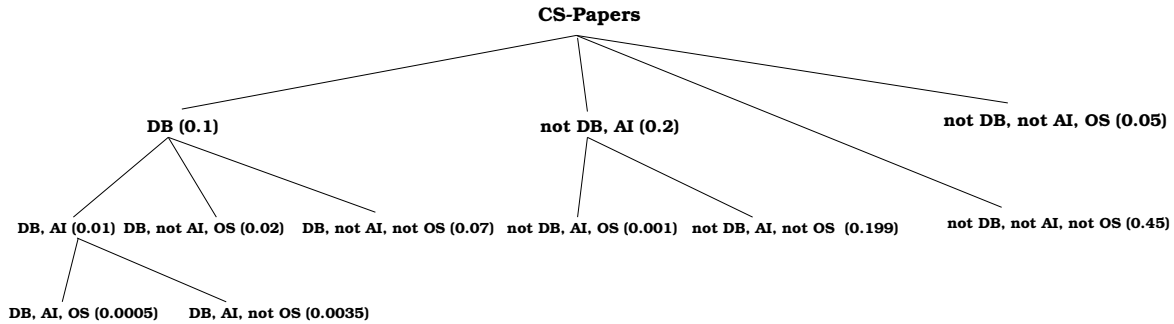 CS-Papers
DB (0.1)
not DB, AI (0.2)
not DB, not AI, OS (0.05)
DB, AI (0.01)
DB, not AI, OS (0.02)
DB, not AI, not OS (0.07)
not DB, AI, OS (0.001)
not DB, AI, not OS (0.199)
not DB, not AI, not OS (0.45)
DB, AI, OS (0.0005)
DB, AI, not OS (0.0035)